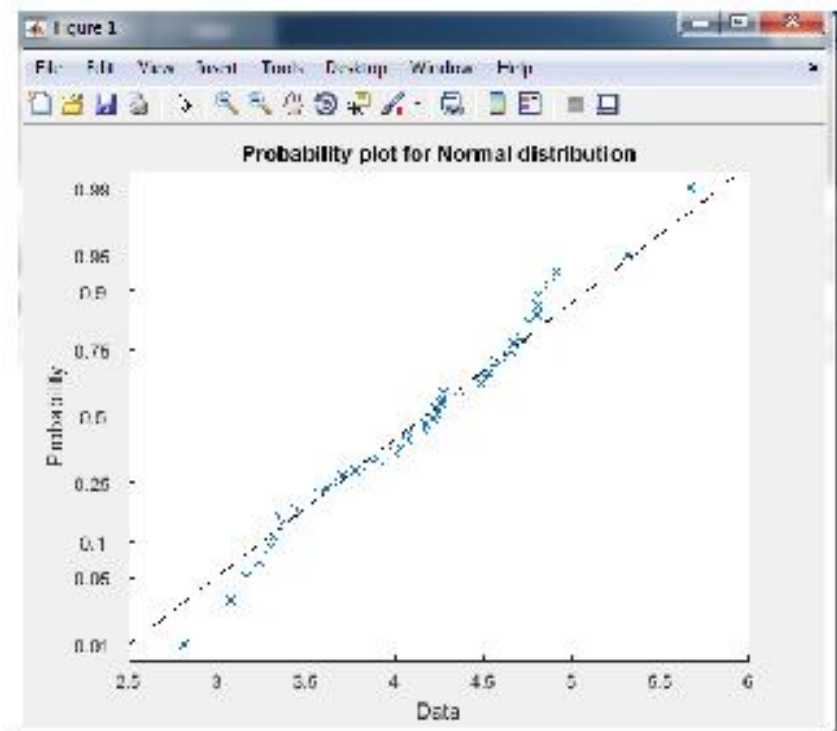 Figure 1
File Edit View Insert Tools Desktop Window Help
Probability plot for Normal distribution
0.99
0.95
0.9
0.75
0.5
0.25
0.1
0.05
0.01
Probability
2.5 3 3.5 4 4.5 5 5.5 6
Data